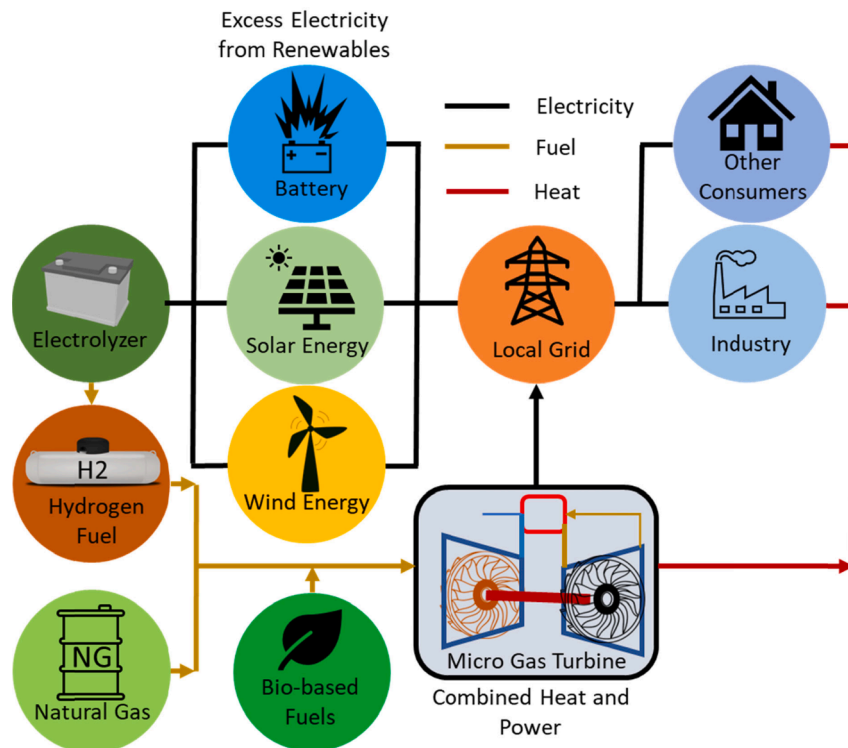 Excess Electricity
from Renewables
Battery
Electricity
Fuel
Heat
Other
Consumers
Electrolyzer
Solar Energy
Local Grid
Industry
H2
Hydrogen
Fuel
Wind Energy
NG
Natural Gas
Bio-based
Fuels
Micro Gas Turbine
Combined Heat and
Power